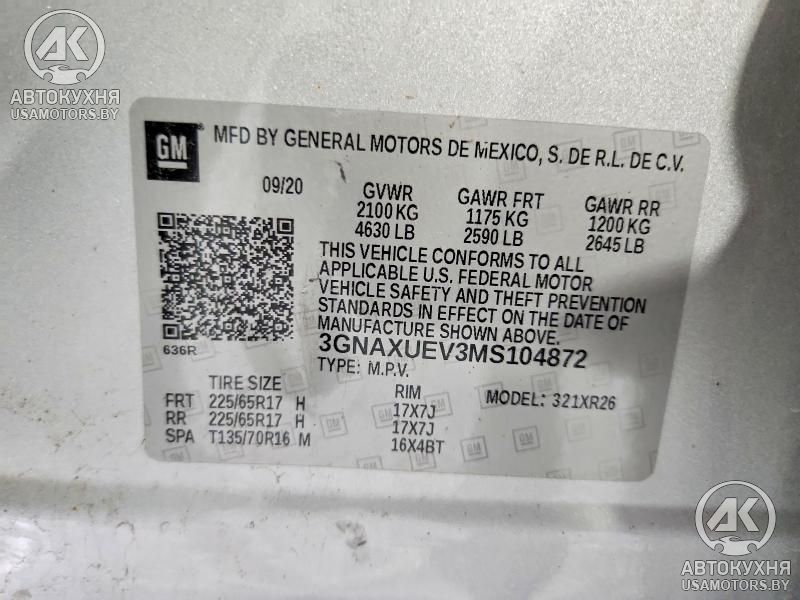 АВТОКУХНЯ
USAMOTORS.BY
GM
MFD BY GENERAL MOTORS DE MEXICO, S. DE R.L. DE C.V.
09/20 GVWR GAWR FRT GAWR RR
2100 KG 1175 KG 1200 KG
4630 LB 2590 LB 2645 LB
THIS VEHICLE CONFORMS TO ALL
APPLICABLE U.S. FEDERAL MOTOR
VEHICLE SAFETY AND THEFT PREVENTION
STANDARDS IN EFFECT ON THE DATE OF
MANUFACTURE SHOWN ABOVE.
636R
3GNAXUEV3MS104872
TYPE: M.P.V.
TIRE SIZE RIM MODEL: 321XR26
FRT 225/65R17 H 17X7J
RR 225/65R17 H 17X7J
SPA T135/70R16 M 16X4BT
АВТОКУХНЯ
USAMOTORS.BY